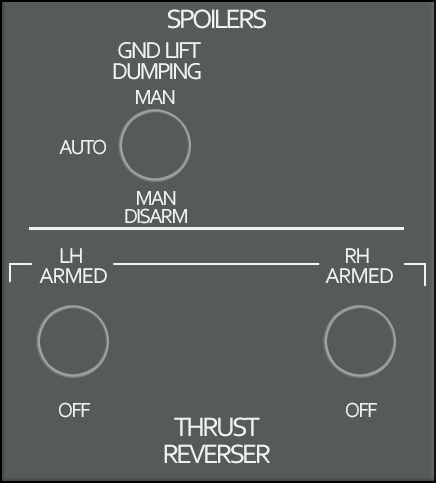 SPOILERS
GND LIFT
DUMPING
MAN
AUTO
MAN
DISARM
LH
ARMED
RH
ARMED
OFF
OFF
THRUST
REVERSER